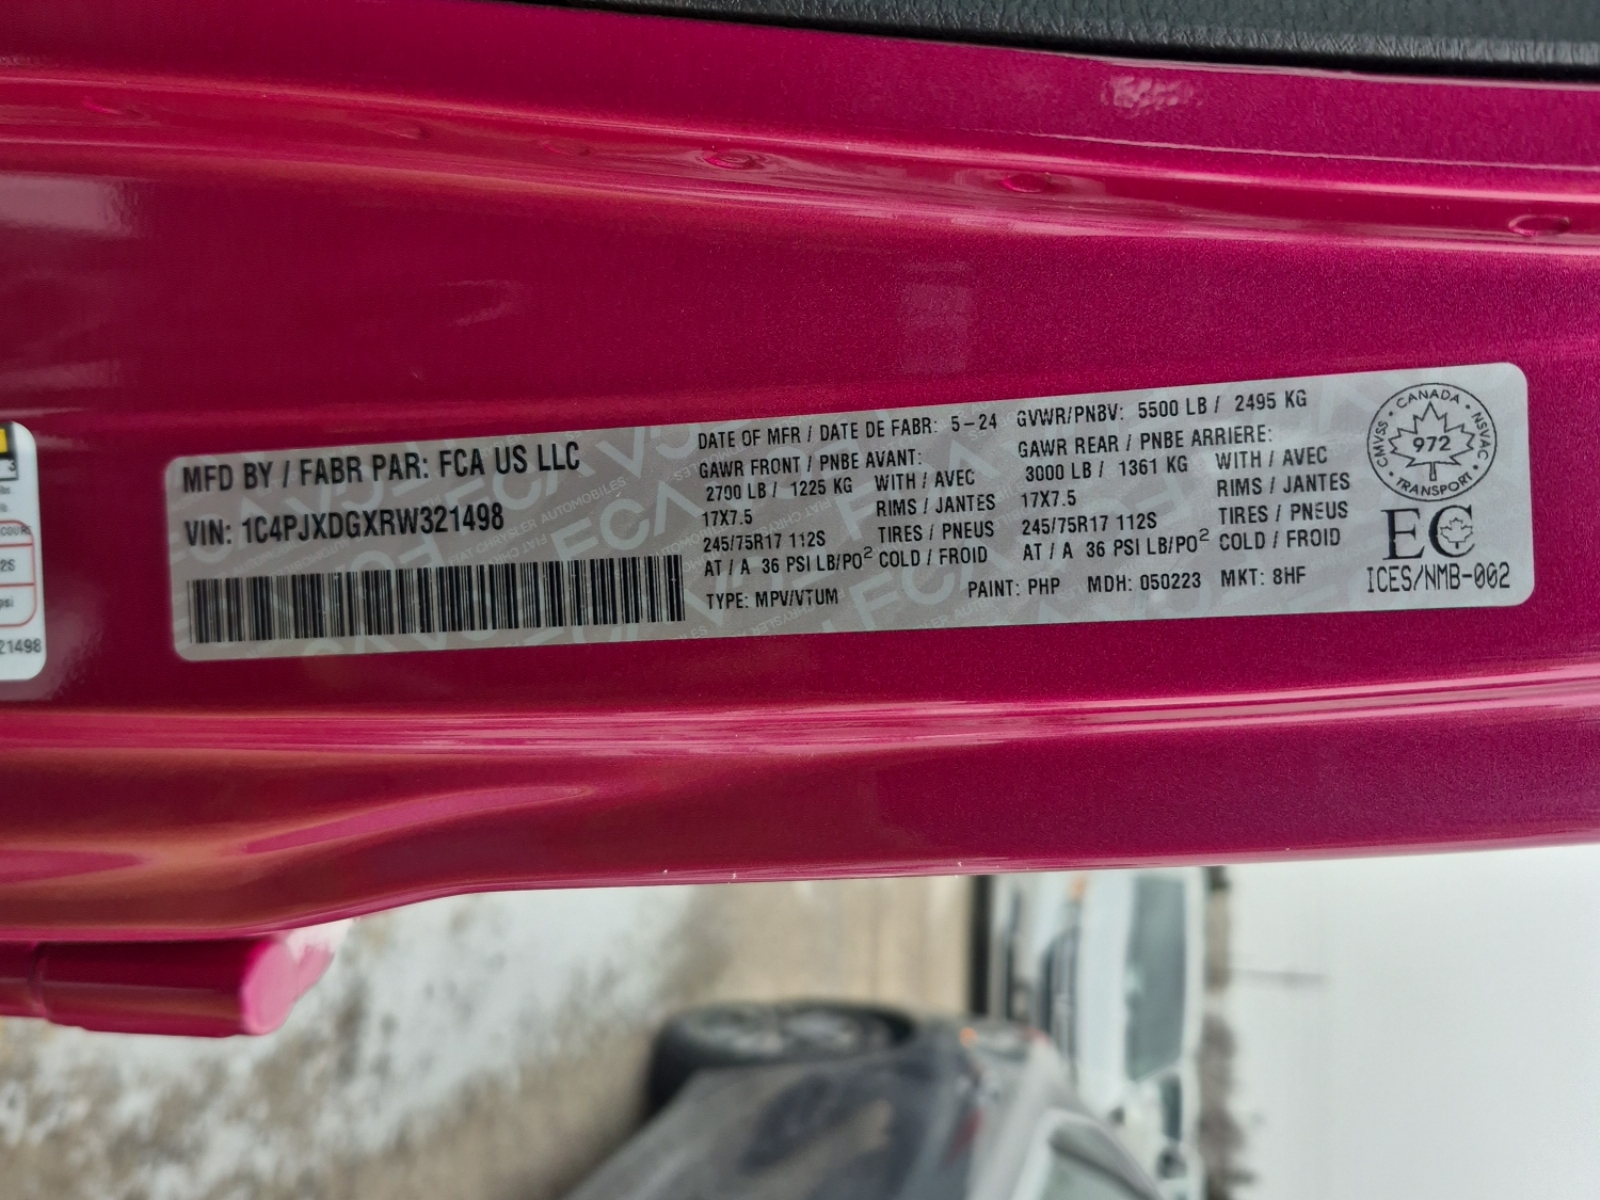 MFD BY / FABR PAR: FCA US LLC
VIN: 1C4PJXDGXRW321498
DATE OF MFR / DATE DE FABR: 5-24 GVWR/PNBV: 5500 LB / 2495 KG
GAWR FRONT / PNBE AVANT:
2700 LB / 1225 KG WITH / AVEC
17X7.5 RIMS / JANTES
245/75R17 112S TIRES / PNEUS
AT / A 36 PSI LB/PO² COLD / FROID
GAWR REAR / PNBE ARRIERE:
3000 LB / 1361 KG WITH / AVEC
17X7.5 RIMS / JANTES
245/75R17 112S TIRES / PNEUS
AT / A 36 PSI LB/PO² COLD / FROID
TYPE: MPV/VTUM PAINT: PHP MDH: 050223 MKT: 8HF
CANADA
CMVSS 972 NSVAC
TRANSPORT
EC
ICES/NMB-002
2S
psi
21498